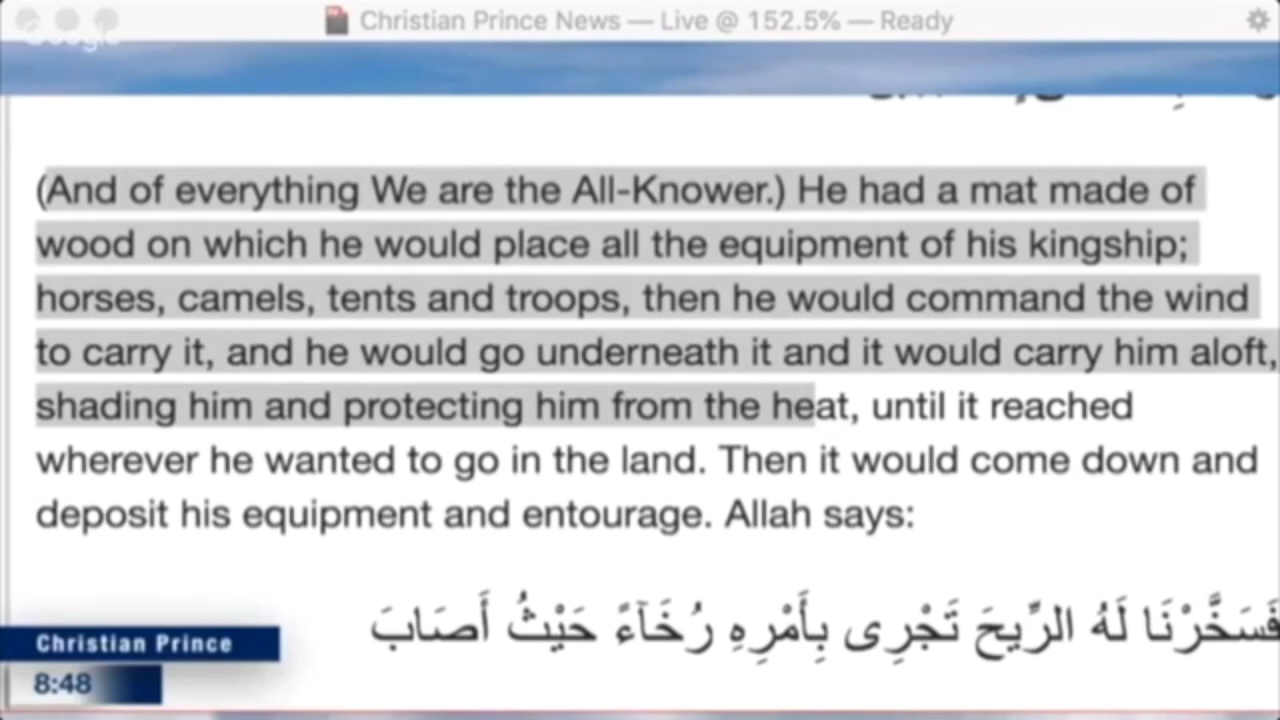 Christian Prince News — Live @ 152.5% — Ready
Google
(And of everything We are the All-Knower.) He had a mat made of
wood on which he would place all the equipment of his kingship;
horses, camels, tents and troops, then he would command the wind
to carry it, and he would go underneath it and it would carry him aloft,
shading him and protecting him from the heat, until it reached
wherever he wanted to go in the land. Then it would come down and
deposit his equipment and entourage. Allah says:
فَسَخَّرْنَا لَهُ الرِّيحَ تَجْرِى بِأَمْرِهِ رُخَآءً حَيْثُ أَصَابَ
Christian Prince
8:48